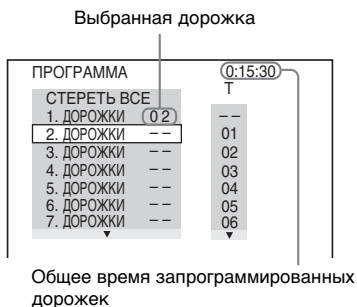 Выбранная дорожка
ПРОГРАММА 0:15:30
T
СТЕРЕТЬ ВСЕ
1. ДОРОЖКИ 02 – –
2. ДОРОЖКИ – – 01
3. ДОРОЖКИ – – 02
4. ДОРОЖКИ – – 03
5. ДОРОЖКИ – – 04
6. ДОРОЖКИ – – 05
7. ДОРОЖКИ – – 06
Общее время запрограммированных
дорожек